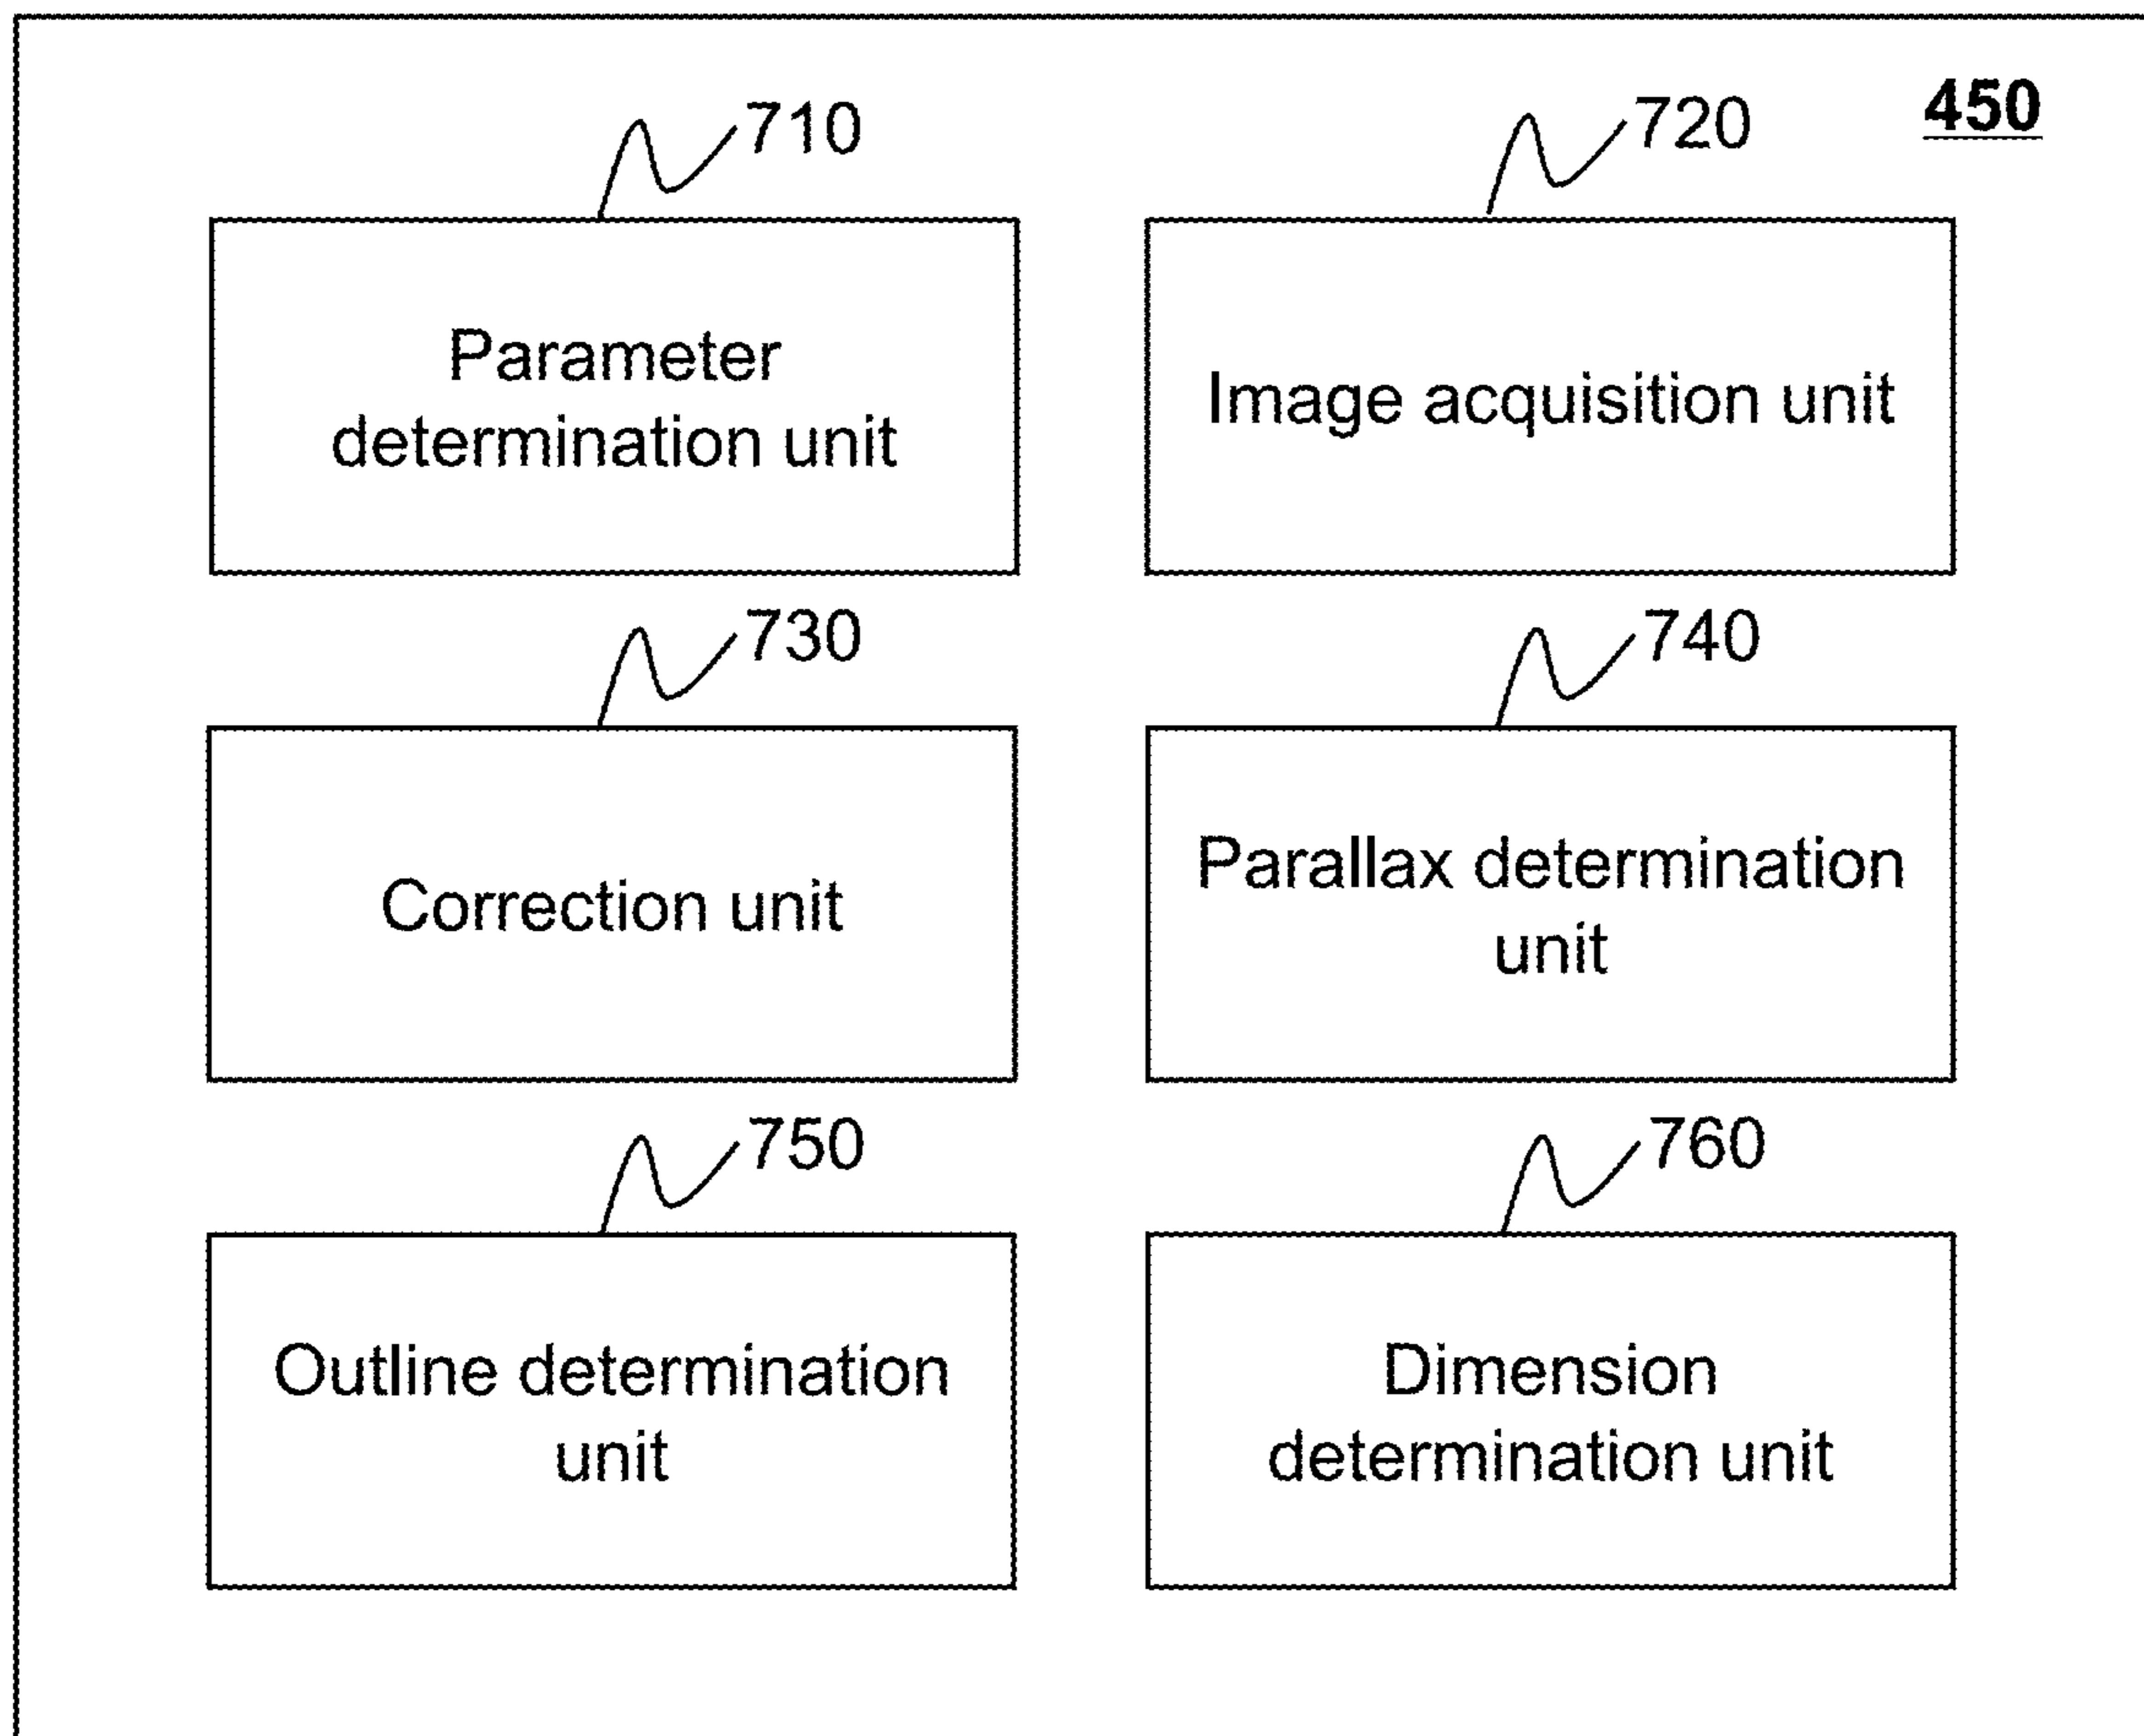 450
710
720
Parameter
determination unit
Image acquisition unit
730
740
Correction unit
Parallax determination
unit
750
760
Outline determination
unit
Dimension
determination unit